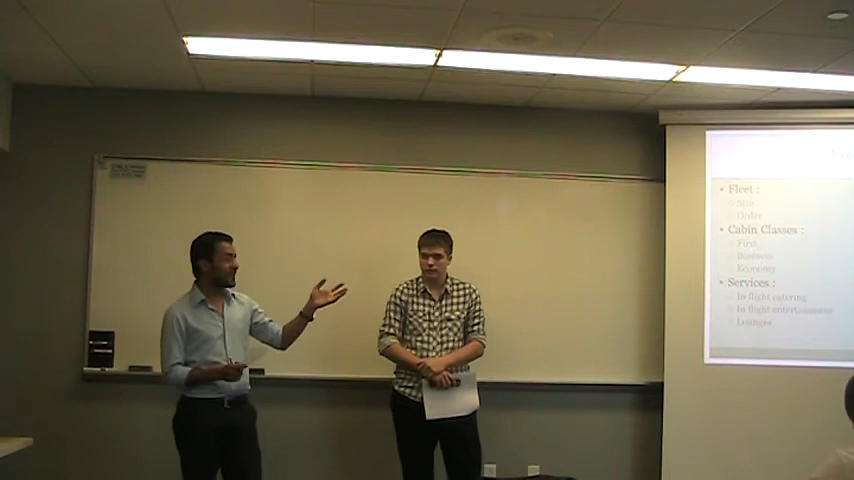 • Fleet :
Size
Order
• Cabin Classes :
First
Business
Economy
• Services :
In flight catering
In flight entertainment
Lounges